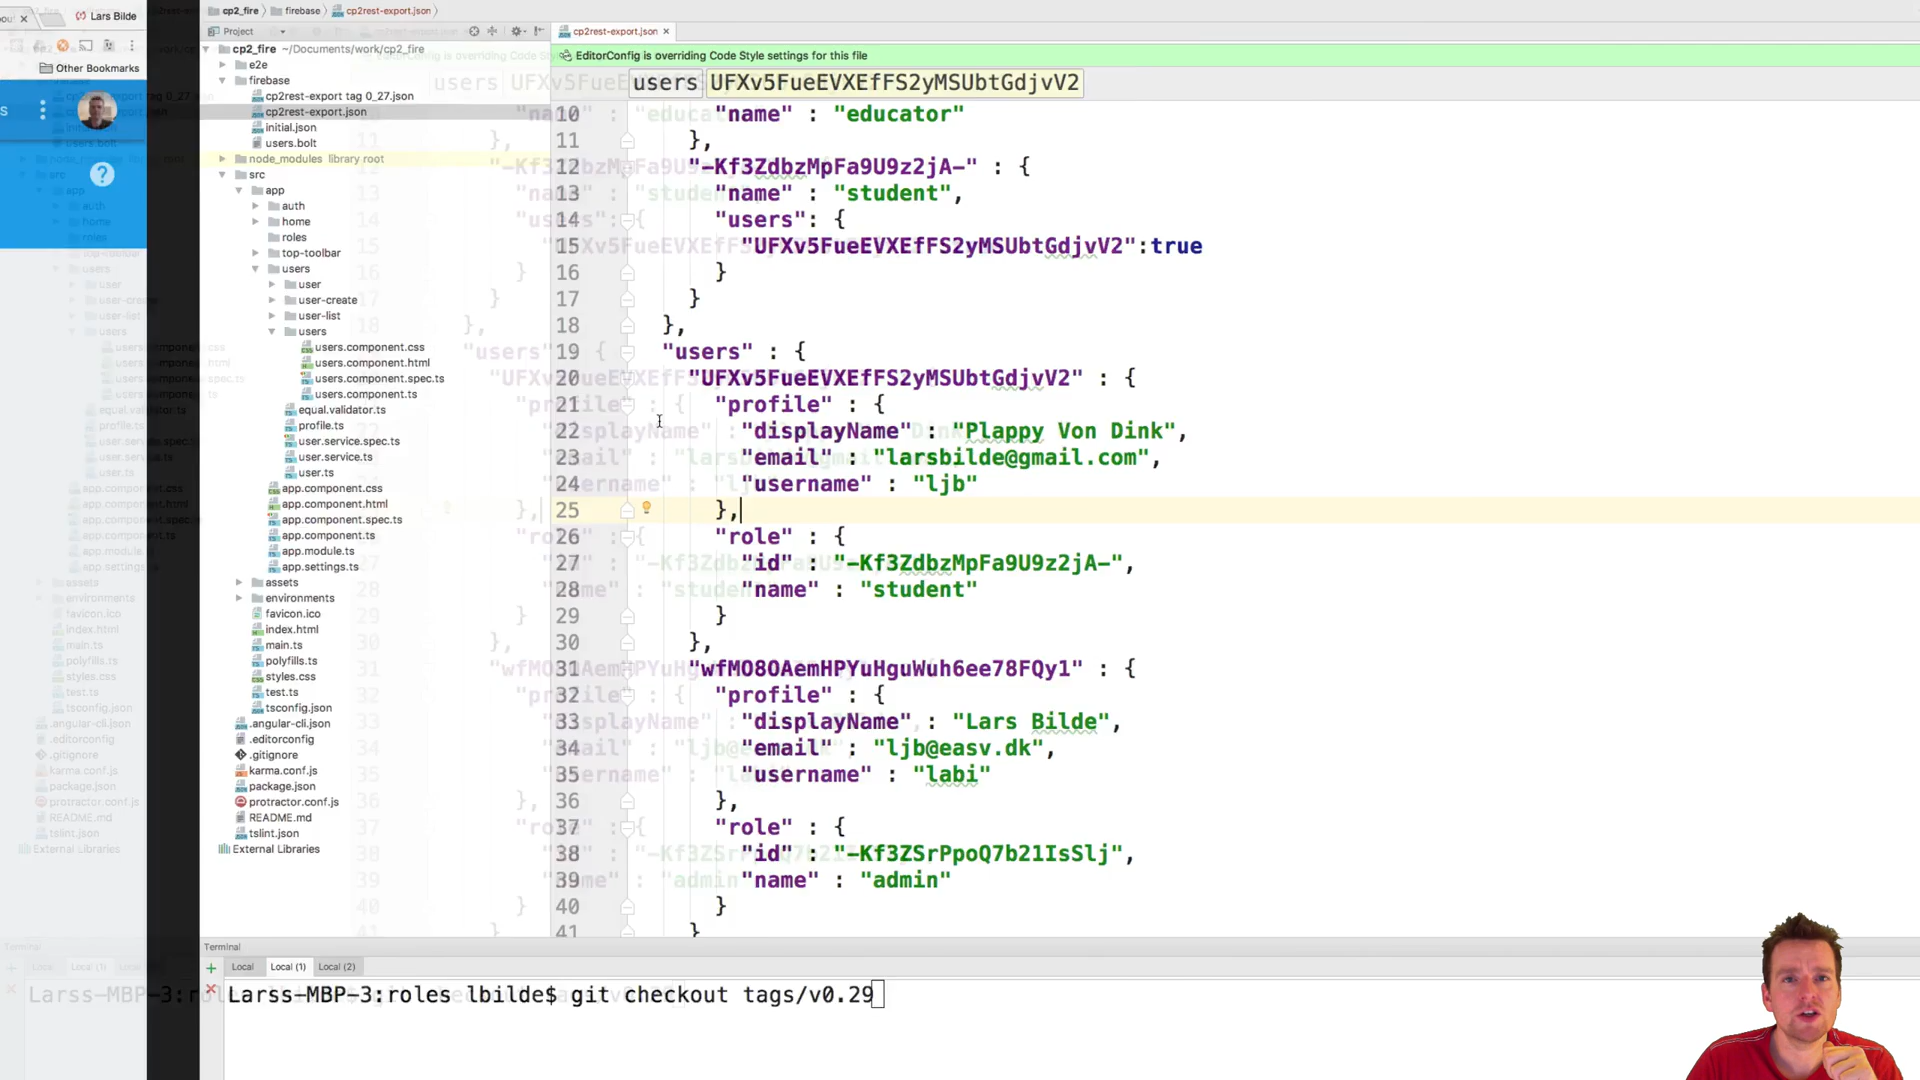 Lars Bilde
Other Bookmarks
cp2_fire
firebase
cp2rest-export.json
Project
cp2rest-export.json
cp2_fire ~/Documents/work/cp2_fire
e2e
firebase
cp2rest-export tag 0_27.json
cp2rest-export.json
initial.json
users.bolt
node_modules library root
src
app
auth
home
roles
top-toolbar
users
user
user-create
user-list
users
users.component.css
users.component.html
users.component.spec.ts
users.component.ts
equal.validator.ts
profile.ts
user.service.spec.ts
user.service.ts
user.ts
app.component.css
app.component.html
app.component.spec.ts
app.component.ts
app.module.ts
app.settings.ts
assets
environments
favicon.ico
index.html
main.ts
polyfills.ts
styles.css
test.ts
tsconfig.json
.angular-cli.json
.editorconfig
.gitignore
karma.conf.js
package.json
protractor.conf.js
README.md
tslint.json
External Libraries
EditorConfig is overriding Code Style settings for this file
users UFXv5FueEVXEfFS2yMSUbtGdjvV2
10 "name" : "educator"
11 },
12 "-Kf3ZdbzMpFa9U9z2jA-" : {
13 "name" : "student",
14 "users": {
15 "UFXv5FueEVXEfFS2yMSUbtGdjvV2":true
16 }
17 }
18 },
19 "users" : {
20 "UFXv5FueEVXEfFS2yMSUbtGdjvV2" : {
21 "profile" : {
22 "displayName" : "Plappy Von Dink",
23 "email" : "larsbilde@gmail.com",
24 "username" : "ljb"
25 },
26 "role" : {
27 "id" : "-Kf3ZdbzMpFa9U9z2jA-",
28 "name" : "student"
29 }
30 },
31 "wfMO8OAemHPYuHguWuh6ee78FQy1" : {
32 "profile" : {
33 "displayName" : "Lars Bilde",
34 "email" : "ljb@easv.dk",
35 "username" : "labi"
36 },
37 "role" : {
38 "id" : "-Kf3ZSrPpoQ7b21IsSlj",
39 "name" : "admin"
40 }
41 }
Terminal
Local Local (1) Local (2)
Larss-MBP-3:roles lbilde$ git checkout tags/v0.29